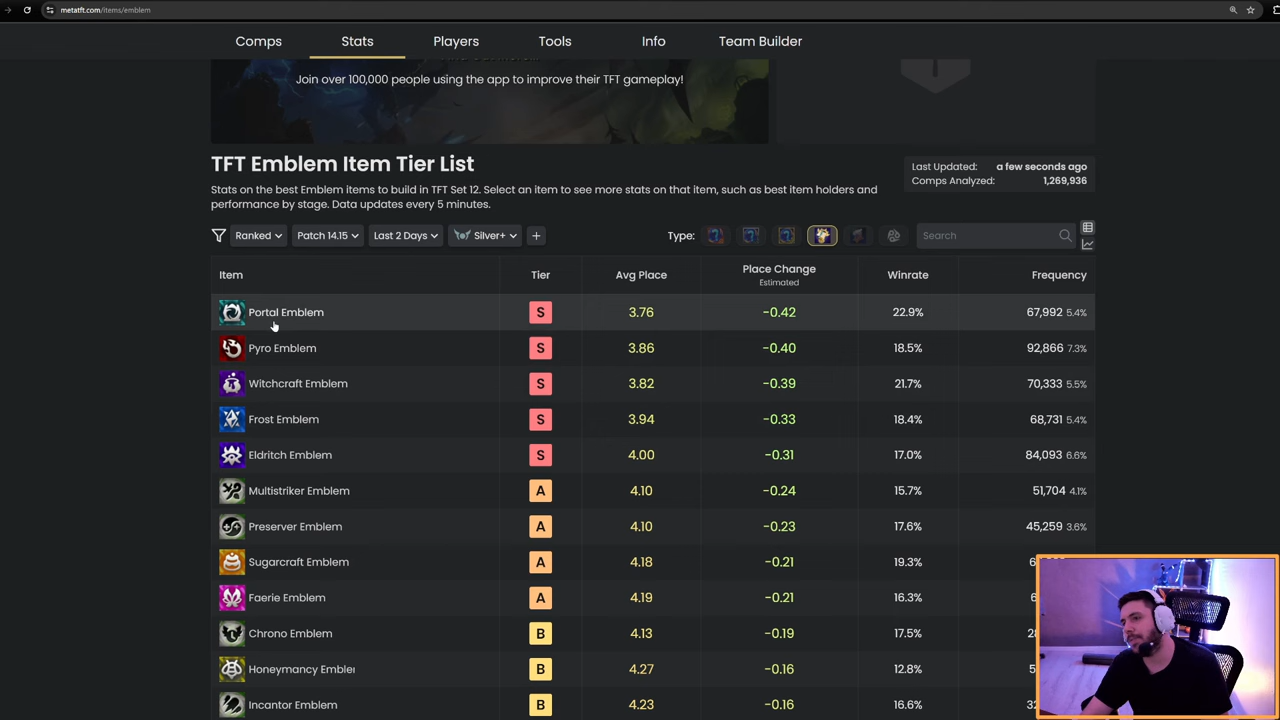 metatft.com/items/emblem
Comps Stats Players Tools Info Team Builder
Join over 100,000 people using the app to improve their TFT gameplay!
TFT Emblem Item Tier List
Last Updated: a few seconds ago
Comps Analyzed: 1,269,936
Stats on the best Emblem items to build in TFT Set 12. Select an item to see more stats on that item, such as best item holders and
performance by stage. Data updates every 5 minutes.
Ranked Patch 14.15 Last 2 Days Silver+ + Type: Search
Item Tier Avg Place Place Change Winrate Frequency
Estimated
Portal Emblem S 3.76 -0.42 22.9% 67,992 5.4%
Pyro Emblem S 3.86 -0.40 18.5% 92,866 7.3%
Witchcraft Emblem S 3.82 -0.39 21.7% 70,333 5.5%
Frost Emblem S 3.94 -0.33 18.4% 68,731 5.4%
Eldritch Emblem S 4.00 -0.31 17.0% 84,093 6.6%
Multistriker Emblem A 4.10 -0.24 15.7% 51,704 4.1%
Preserver Emblem A 4.10 -0.23 17.6% 45,259 3.6%
Sugarcraft Emblem A 4.18 -0.21 19.3%
Faerie Emblem A 4.19 -0.21 16.3%
Chrono Emblem B 4.13 -0.19 17.5%
Honeymancy Emblem B 4.27 -0.16 12.8%
Incantor Emblem B 4.23 -0.16 16.6%